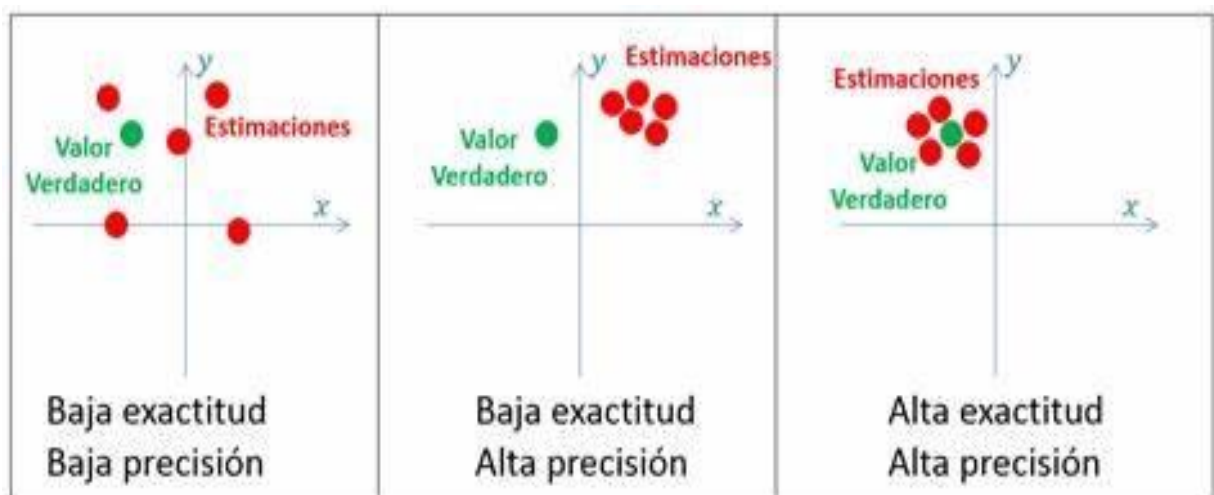 y
Estimaciones
Valor
Verdadero
x
Baja exactitud
Baja precisión
Estimaciones
y
Valor
Verdadero
x
Baja exactitud
Alta precisión
y
Estimaciones
Valor
Verdadero
x
Alta exactitud
Alta precisión